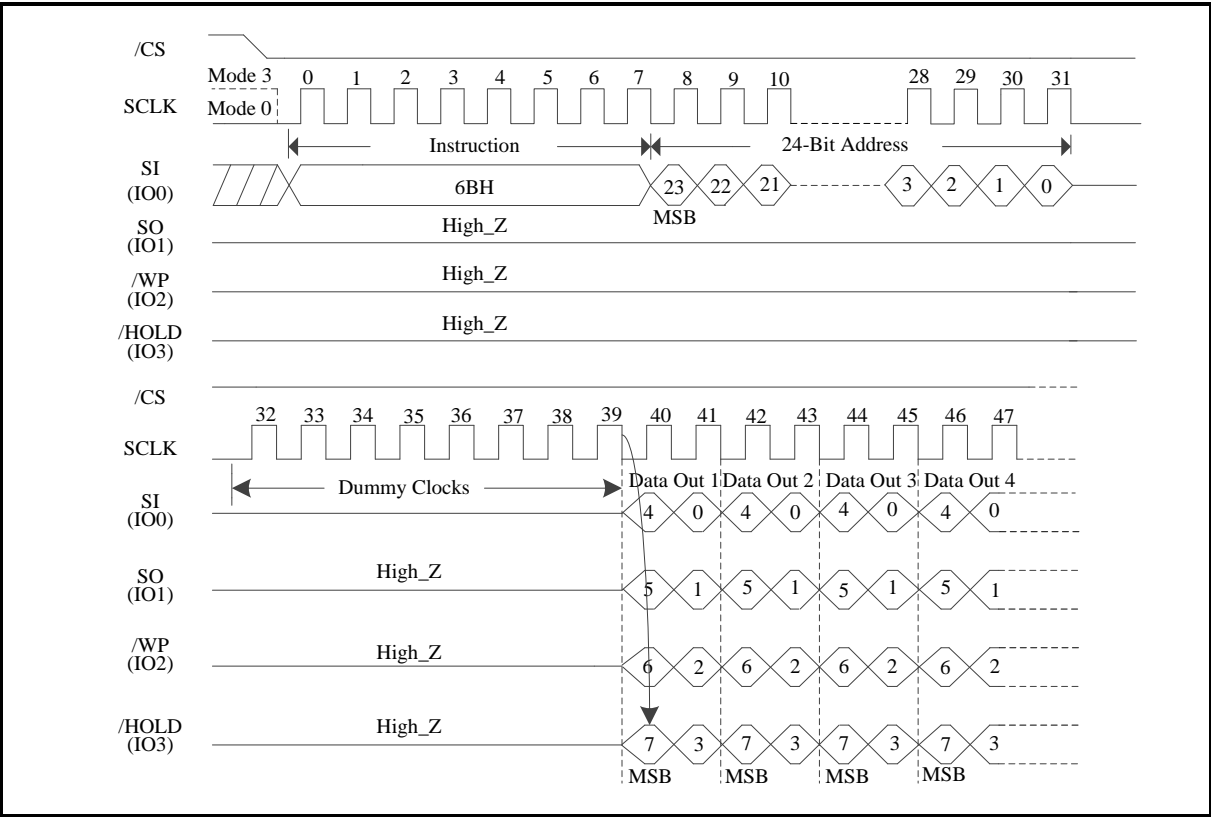 /CS
Mode 3 0 1 2 3 4 5 6 7 8 9 10 28 29 30 31
SCLK Mode 0
Instruction 24-Bit Address
SI
(IO0) 6BH 23 22 21 3 2 1 0
MSB
SO High_Z
(IO1)
/WP High_Z
(IO2)
/HOLD High_Z
(IO3)
/CS
32 33 34 35 36 37 38 39 40 41 42 43 44 45 46 47
SCLK
Dummy Clocks Data Out 1 Data Out 2 Data Out 3 Data Out 4
SI
(IO0) 4 0 4 0 4 0 4 0
SO High_Z
(IO1) 5 1 5 1 5 1 5 1
/WP High_Z
(IO2) 6 2 6 2 6 2 6 2
/HOLD High_Z
(IO3) 7 3 7 3 7 3 7 3
MSB MSB MSB MSB